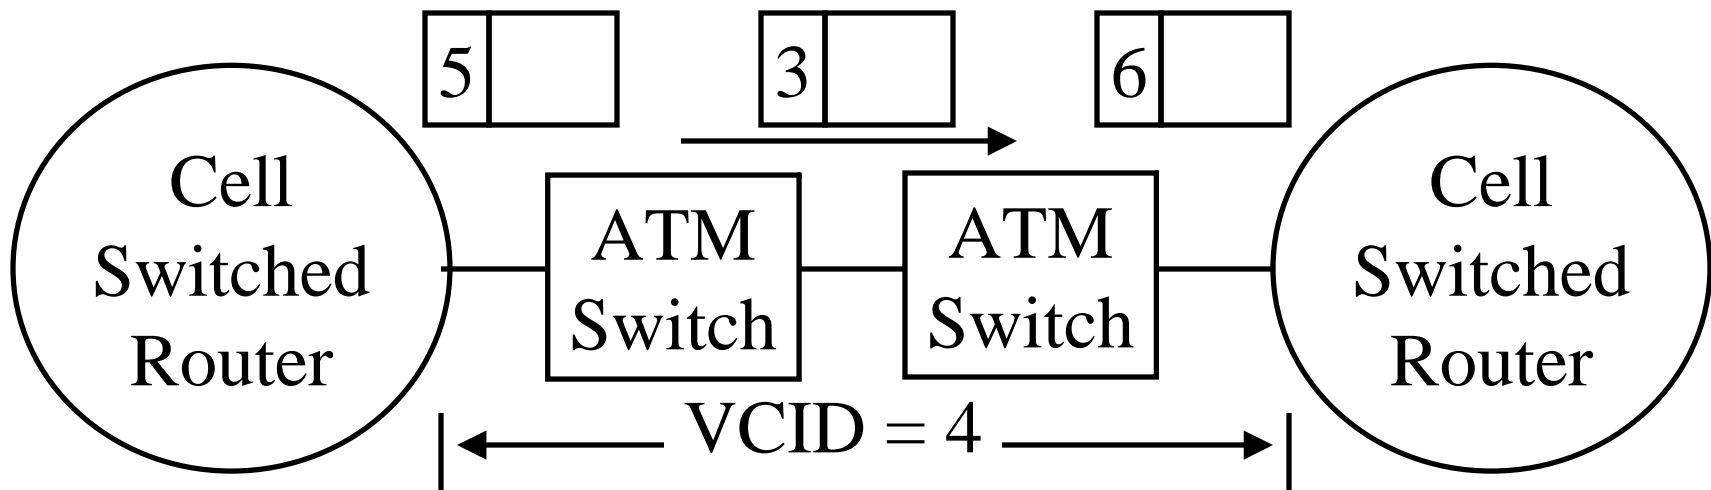 5
3
6
Cell
Switched
Router
ATM
Switch
ATM
Switch
Cell
Switched
Router
VCID = 4